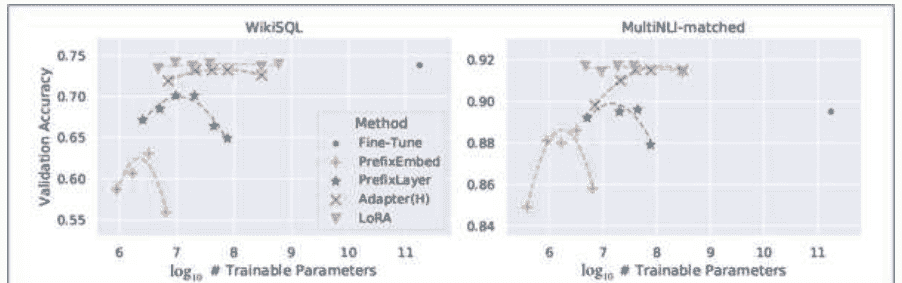 WikiSQL
Validation Accuracy
0.75
0.70
0.65
0.60
0.55
Method
Fine-Tune
PrefixEmbed
PrefixLayer
Adapter(H)
LoRA
6 7 8 9 10 11
log₁₀ # Trainable Parameters
MultiNLI-matched
0.92
0.90
0.88
0.86
0.84
6 7 8 9 10 11
log₁₀ # Trainable Parameters